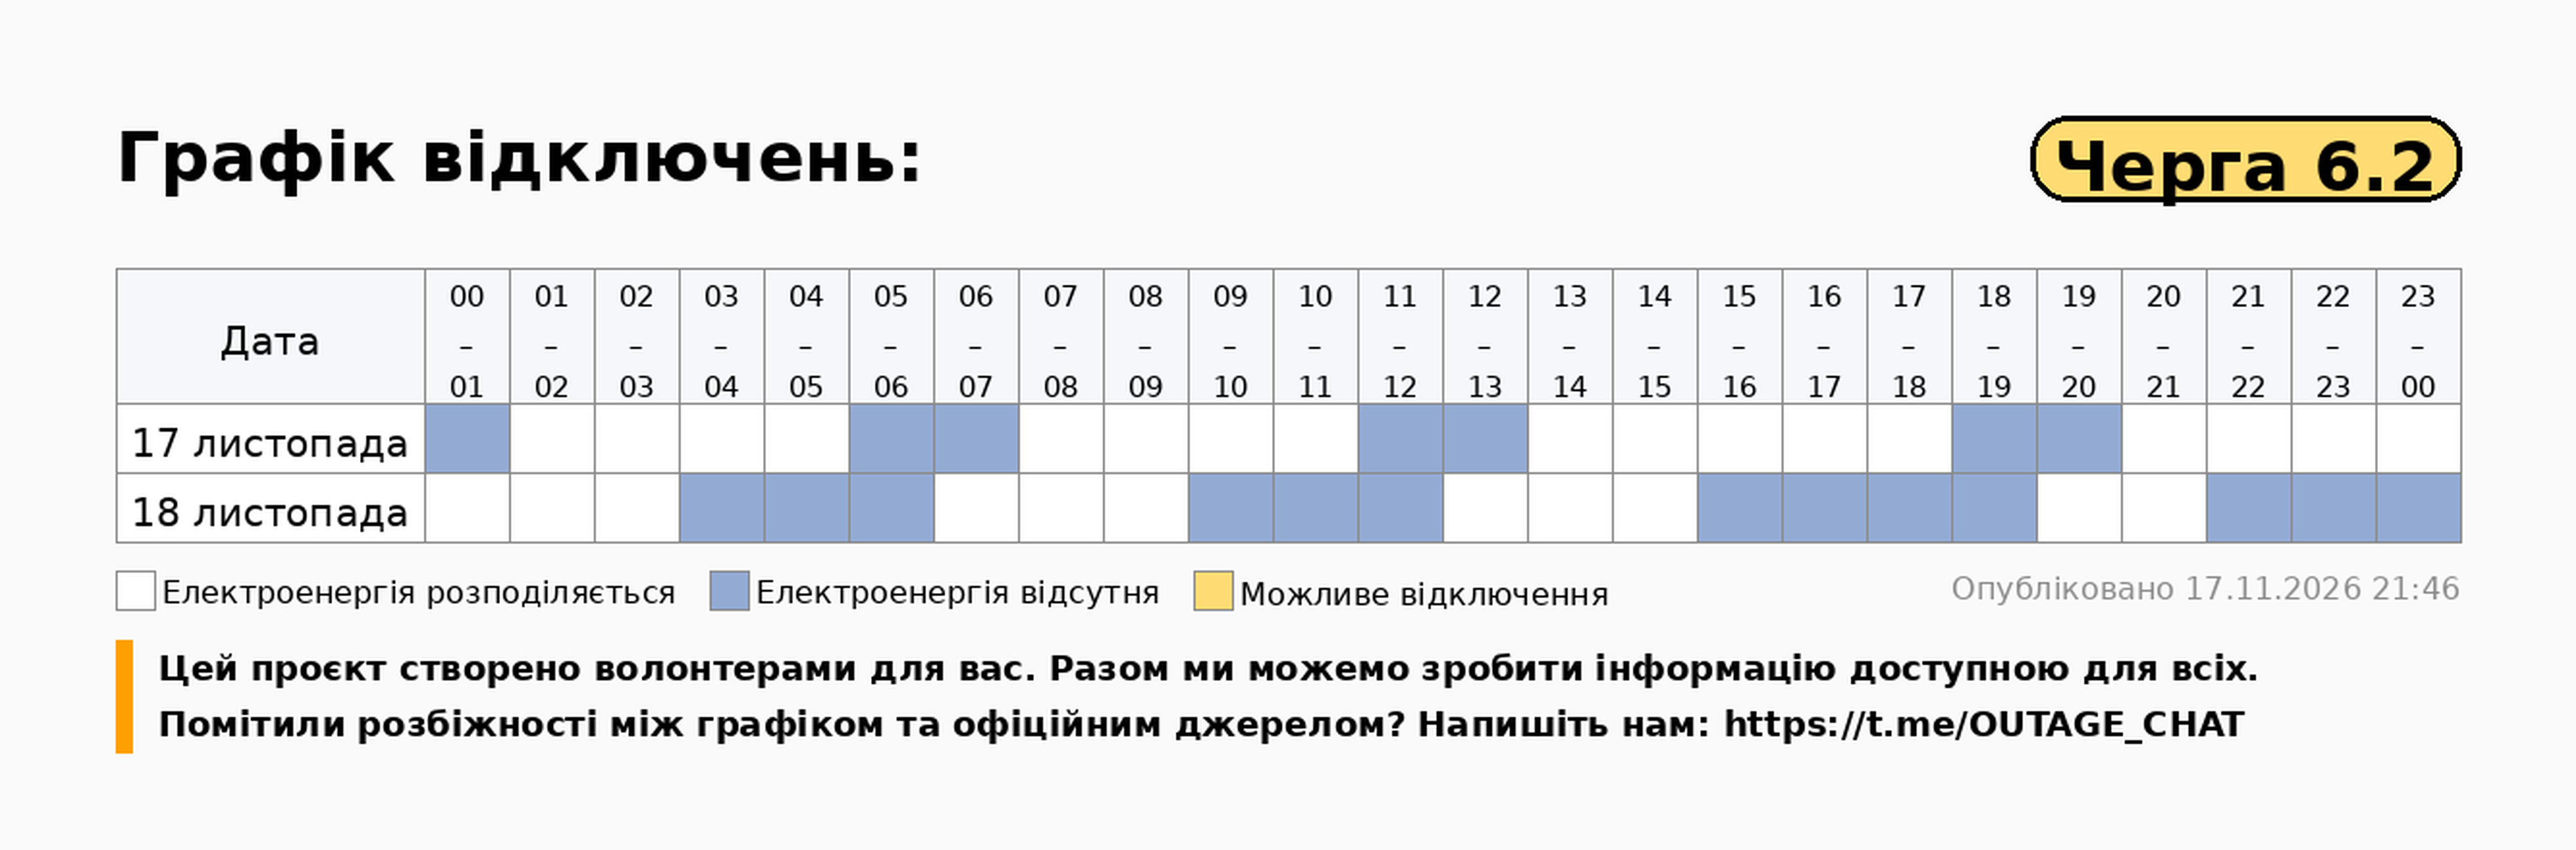 Графік відключень:
Черга 6.2
Дата 00 – 01 01 – 02 02 – 03 03 – 04 04 – 05 05 – 06 06 – 07 07 – 08 08 – 09 09 – 10 10 – 11 11 – 12 12 – 13 13 – 14 14 – 15 15 – 16 16 – 17 17 – 18 18 – 19 19 – 20 20 – 21 21 – 22 22 – 23 23 – 00
17 листопада
18 листопада
Електроенергія розподіляється Електроенергія відсутня Можливе відключення Опубліковано 17.11.2026 21:46
Цей проєкт створено волонтерами для вас. Разом ми можемо зробити інформацію доступною для всіх.
Помітили розбіжності між графіком та офіційним джерелом? Напишіть нам: https://t.me/OUTAGE_CHAT